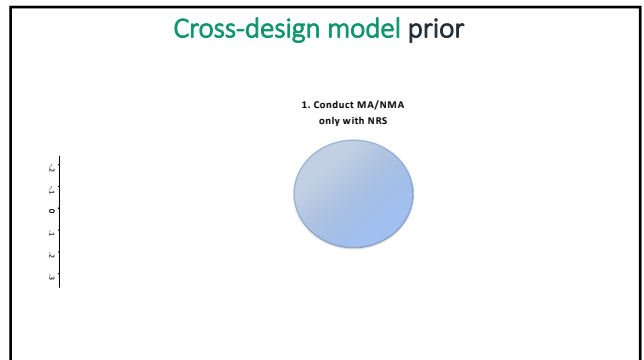 Cross-design model prior
1. Conduct MA/NMA
only with NRS
-.2
-.1
0
.1
.2
.3